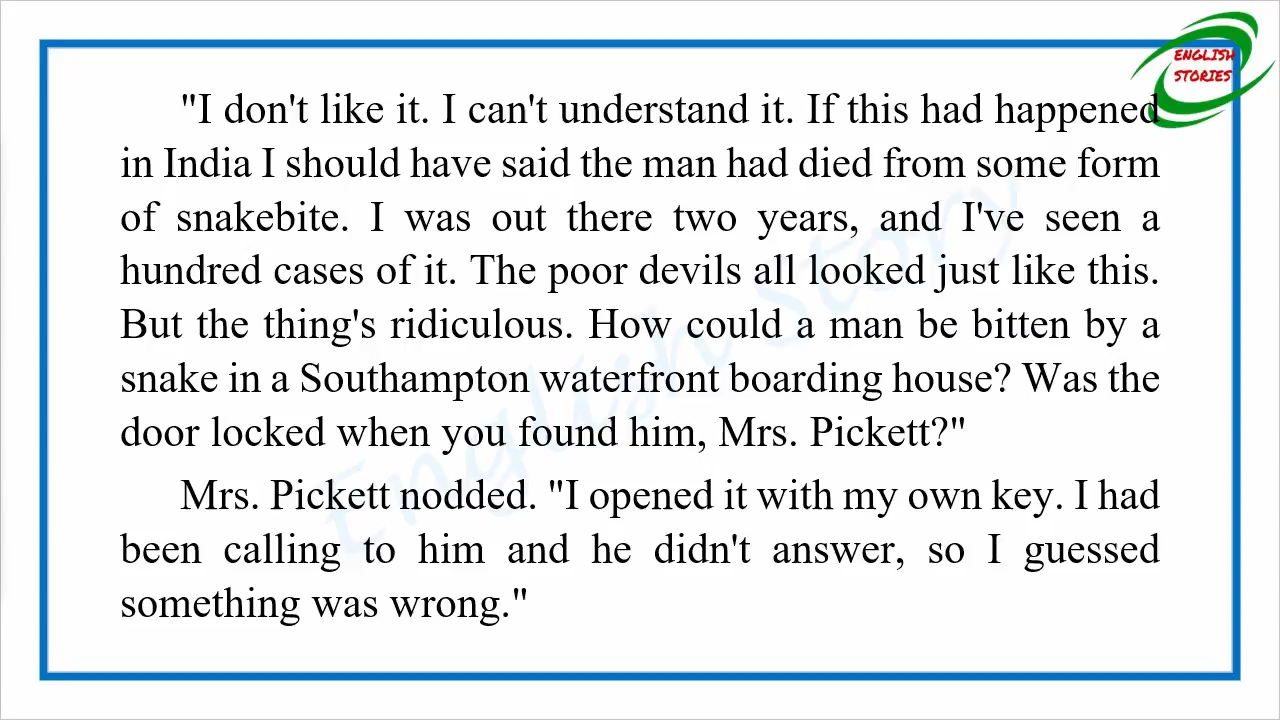 ENGLISH
STORIES
"I don't like it. I can't understand it. If this had happened
in India I should have said the man had died from some form
of snakebite. I was out there two years, and I've seen a
hundred cases of it. The poor devils all looked just like this.
But the thing's ridiculous. How could a man be bitten by a
snake in a Southampton waterfront boarding house? Was the
door locked when you found him, Mrs. Pickett?"
Mrs. Pickett nodded. "I opened it with my own key. I had
been calling to him and he didn't answer, so I guessed
something was wrong."
English Story